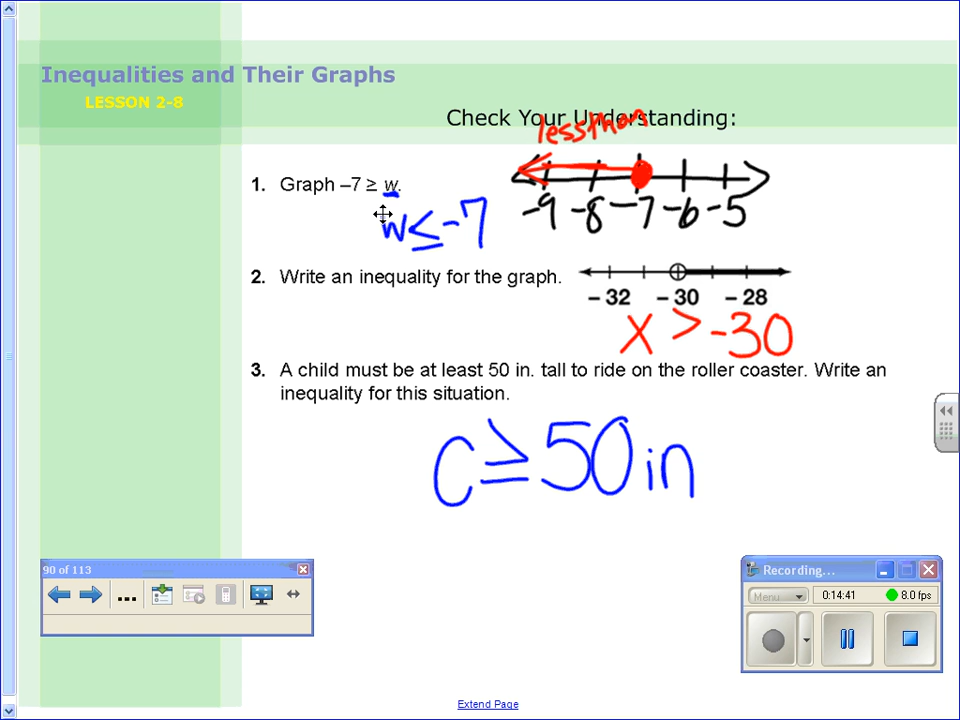 Inequalities and Their Graphs
LESSON 2-8
Check Your Understanding:
less than
1. Graph –7 ≥ w.
-9 -8 -7 -6 -5
w ≤ -7
2. Write an inequality for the graph.
– 32 – 30 – 28
x > -30
3. A child must be at least 50 in. tall to ride on the roller coaster. Write an
inequality for this situation.
c ≥ 50 in
90 of 113
...
Recording...
Menu
0:14:41
8.0 fps
Extend Page